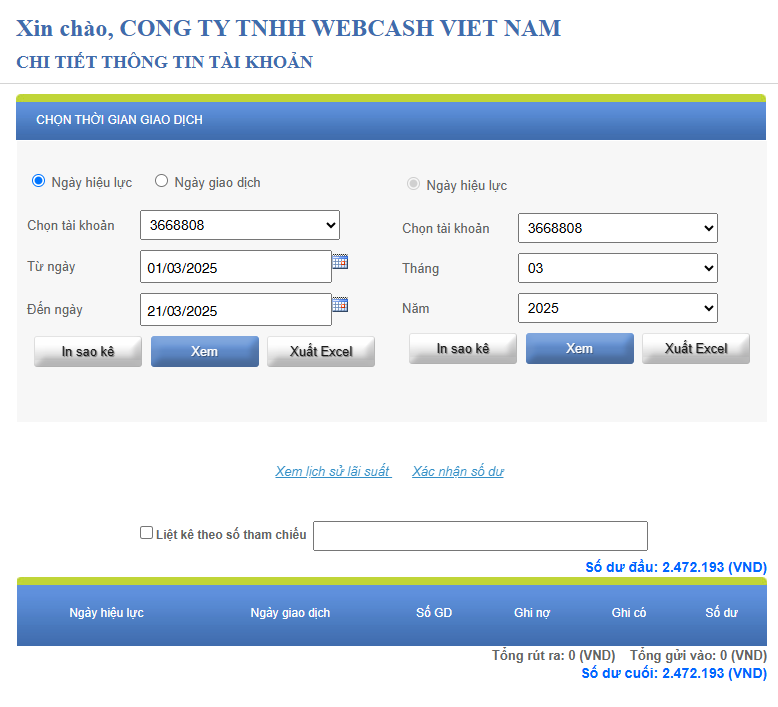 Xin chào, CONG TY TNHH WEBCASH VIET NAM
CHI TIẾT THÔNG TIN TÀI KHOẢN
CHỌN THỜI GIAN GIAO DỊCH
Ngày hiệu lực Ngày giao dịch
Chọn tài khoản 3668808
Từ ngày 01/03/2025
Đến ngày 21/03/2025
In sao kê Xem Xuất Excel
Ngày hiệu lực
Chọn tài khoản 3668808
Tháng 03
Năm 2025
In sao kê Xem Xuất Excel
Xem lịch sử lãi suất Xác nhận số dư
Liệt kê theo số tham chiếu
Số dư đầu: 2.472.193 (VND)
Ngày hiệu lực Ngày giao dịch Số GD Ghi nợ Ghi có Số dư
Tổng rút ra: 0 (VND) Tổng gửi vào: 0 (VND)
Số dư cuối: 2.472.193 (VND)